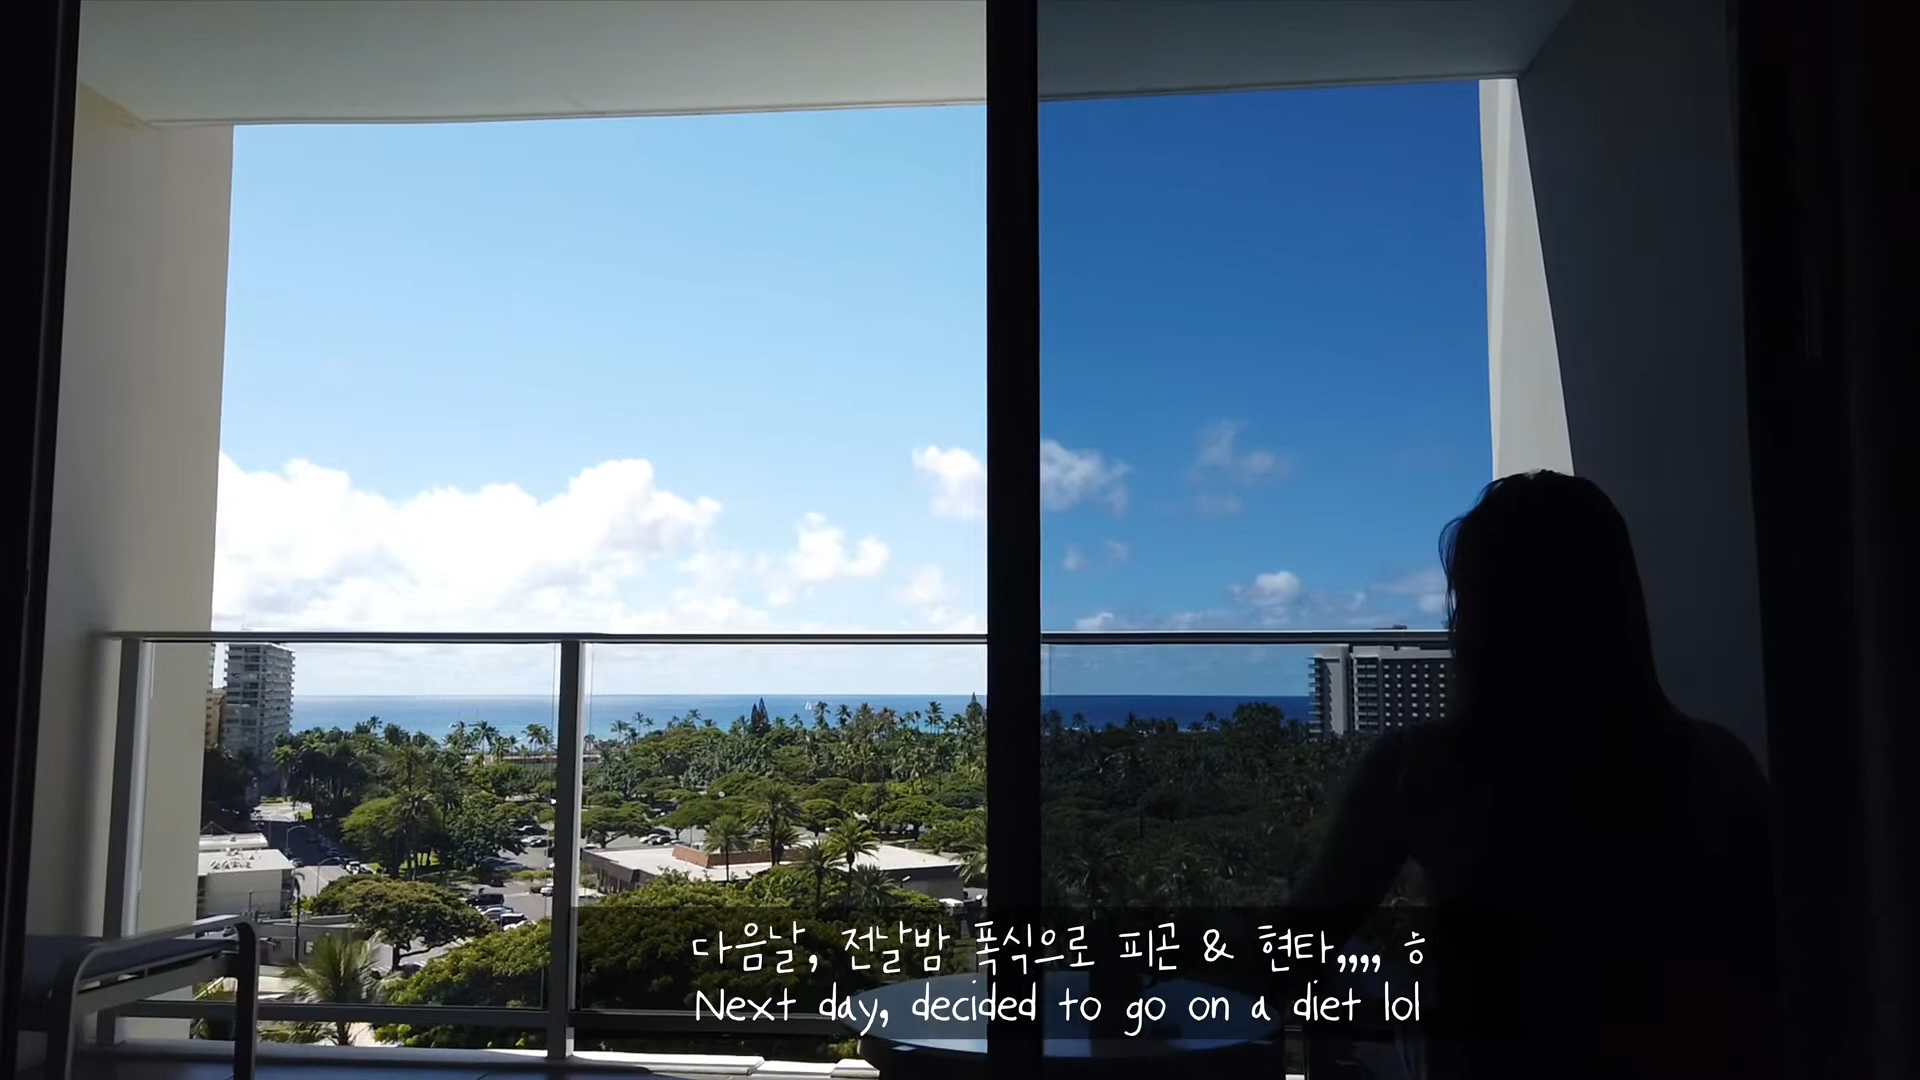 다음날, 전날밤 폭식으로 피곤 & 현타,,,, ㅎ
Next day, decided to go on a diet lol